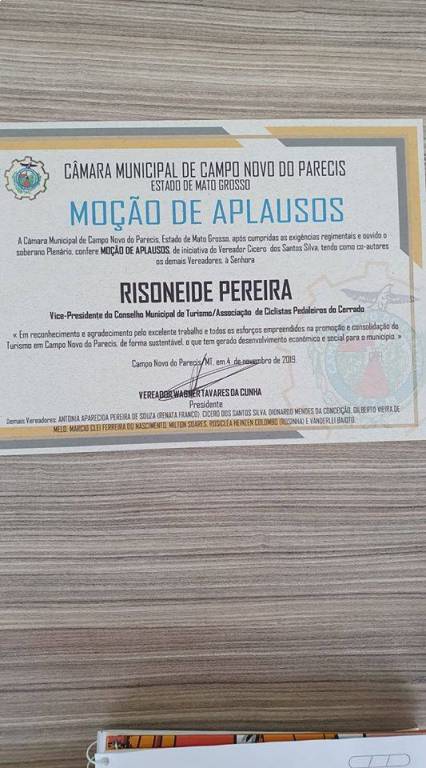 CÂMARA MUNICIPAL DE CAMPO NOVO DO PARECIS
ESTADO DE MATO GROSSO
MOÇÃO DE APLAUSOS
A Câmara Municipal de Campo Novo do Parecis, Estado de Mato Grosso, após cumpridas as exigências regimentais e ouvido o
soberano Plenário, confere MOÇÃO DE APLAUSOS, de iniciativa do Vereador Cicero dos Santos Silva, tendo como co-autores
os demais Vereadores, à Senhora
RISONEIDE PEREIRA
Vice-Presidente do Conselho Municipal de Turismo/Associação de Ciclistas Pedaleiros do Cerrado
« Em reconhecimento e agradecimento pelo excelente trabalho e todos os esforços empreendidos na promoção e consolidação do
Turismo em Campo Novo do Parecis, de forma sustentável, o que tem gerado desenvolvimento econômico e social para o município. »
Campo Novo do Parecis/MT, em 4 de novembro de 2019.
VEREADOR WAGNER TAVARES DA CUNHA
Presidente
Demais Vereadores: ANTONIA APARECIDA PEREIRA DE SOUZA (RENATA FRANCO), CICERO DOS SANTOS SILVA, DIONARDO MENDES DA CONCEIÇÃO, GILBERTO VIEIRA DE
MELO, MARCIO CLEI FERREIRA DO NASCIMENTO, MILTON SOARES, ROSICLÉA HEINZEN COLOMBO (ROSINHA) E VANDERLEI BAIOTO.